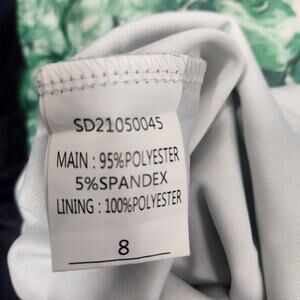 SD21050045
MAIN : 95%POLYESTER
5%SPANDEX
LINING : 100%POLYESTER
8